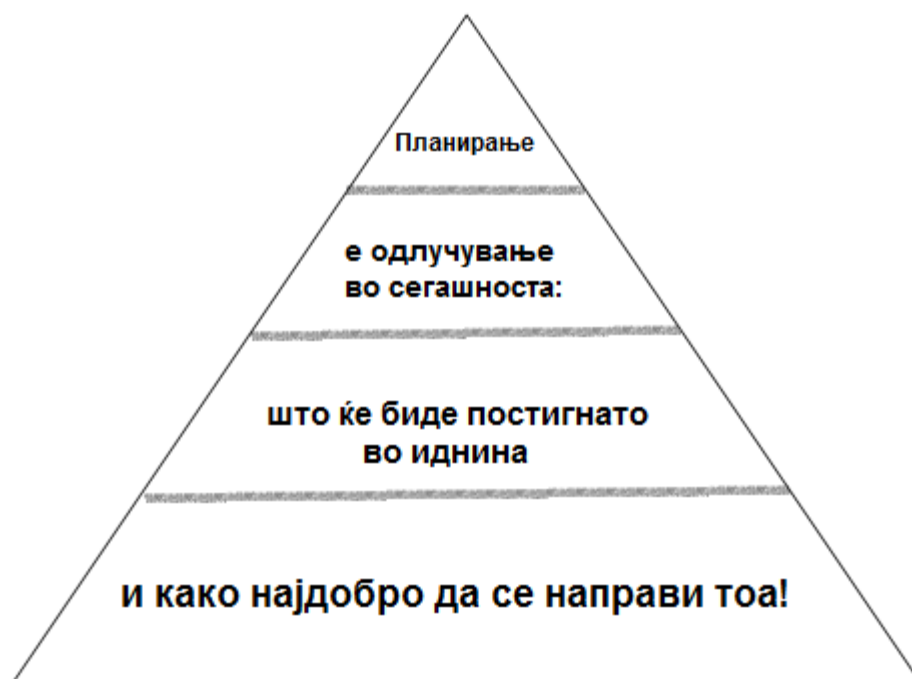 Планирање
е одлучување
во сегашноста:
што ќе биде постигнато
во иднина
и како најдобро да се направи тоа!